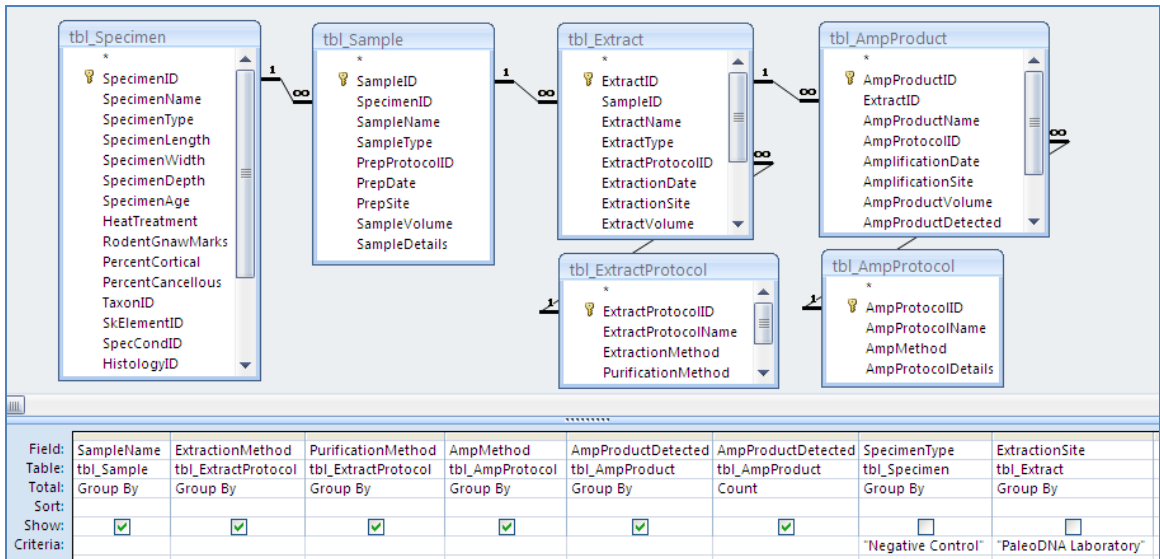 tbl_Specimen
*
SpecimenID
SpecimenName
SpecimenType
SpecimenLength
SpecimenWidth
SpecimenDepth
SpecimenAge
HeatTreatment
RodentGnawMarks
PercentCortical
PercentCancellous
TaxonID
SkElementID
SpecCondID
HistologyID
1
∞
tbl_Sample
*
SampleID
SpecimenID
SampleName
SampleType
PrepProtocolID
PrepDate
PrepSite
SampleVolume
SampleDetails
1
∞
tbl_Extract
*
ExtractID
SampleID
ExtractName
ExtractType
ExtractProtocolID
ExtractionDate
ExtractionSite
ExtractVolume
1
∞
∞
tbl_AmpProduct
*
AmpProductID
ExtractID
AmpProductName
AmpProtocolID
AmplificationDate
AmplificationSite
AmpProductVolume
AmpProductDetected
∞
1
tbl_ExtractProtocol
*
ExtractProtocolID
ExtractProtocolName
ExtractionMethod
PurificationMethod
1
tbl_AmpProtocol
*
AmpProtocolID
AmpProtocolName
AmpMethod
AmpProtocolDetails
Field: SampleName ExtractionMethod PurificationMethod AmpMethod AmpProductDetected AmpProductDetected SpecimenType ExtractionSite
Table: tbl_Sample tbl_ExtractProtocol tbl_ExtractProtocol tbl_AmpProtocol tbl_AmpProduct tbl_AmpProduct tbl_Specimen tbl_Extract
Total: Group By Group By Group By Group By Group By Count Group By Group By
Sort:
Show:
Criteria: "Negative Control" "PaleoDNA Laboratory"